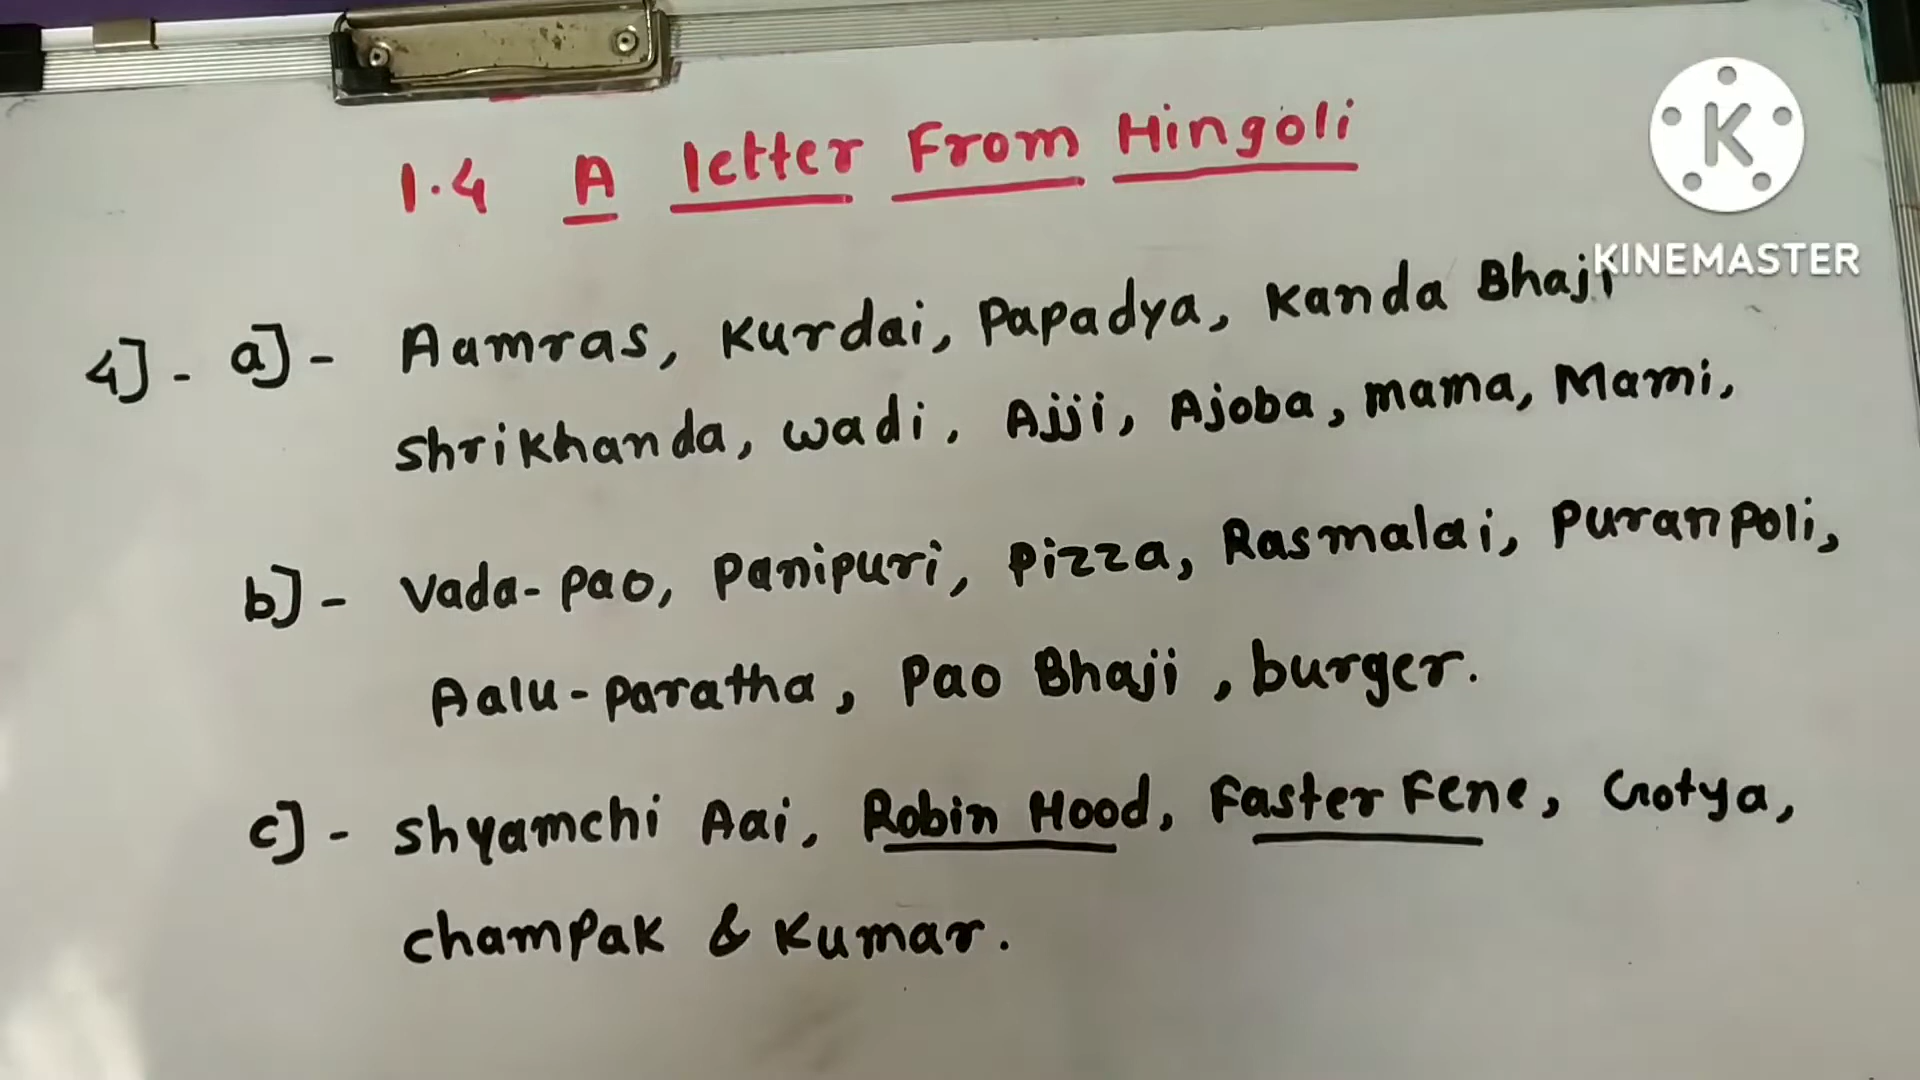 1.4 A letter From Hingoli
K
KINEMASTER
4] - a] - Aamras, Kurdai, Papadya, Kanda Bhaji
Shrikhanda, wadi, Ajji, Ajoba, mama, Mami,
b] - Vada-pao, Panipuri, Pizza, Rasmalai, Puranpoli,
Aalu-paratha, Pao Bhaji, burger.
c] - Shyamchi Aai, Robin Hood, Faster Fene, Gotya,
Champak & Kumar.